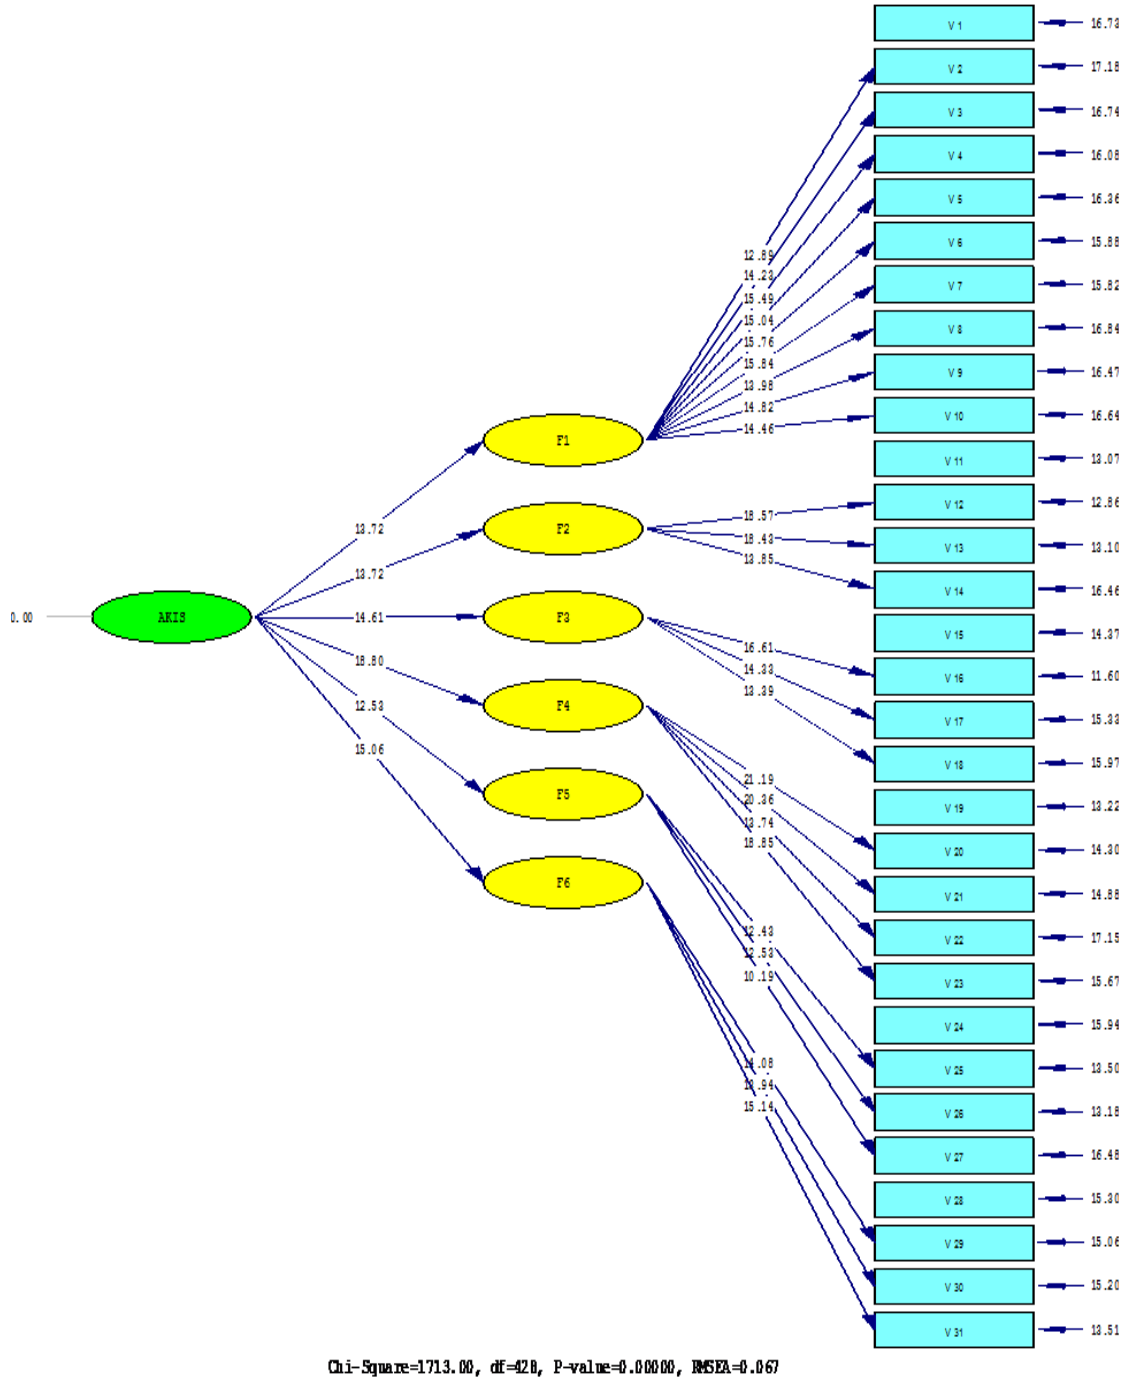 V 1 16.73
V 2 17.18
V 3 16.74
V 4 16.08
V 5 16.36
V 6 15.88
V 7 15.82
V 8 16.84
V 9 16.47
V 10 16.64
V 11 13.07
V 12 12.86
V 13 13.10
V 14 16.46
V 15 14.37
V 16 11.60
V 17 15.33
V 18 15.97
V 19 13.22
V 20 14.30
V 21 14.88
V 22 17.15
V 23 15.67
V 24 15.94
V 25 13.50
V 26 13.18
V 27 16.48
V 28 15.30
V 29 15.06
V 30 15.20
V 31 13.51
12.89
14.23
15.49
15.04
15.76
15.84
13.98
14.82
14.46
F1
18.57
18.43
13.85
F2
16.61
14.33
13.39
F3
21.19
20.36
13.74
18.85
F4
12.43
12.53
10.19
F5
15.14
F6
13.72
13.72
14.61
18.80
12.53
15.06
0.00
AKIS
Chi-Square=1713.00, df=428, P-value=0.00000, RMSEA=0.067